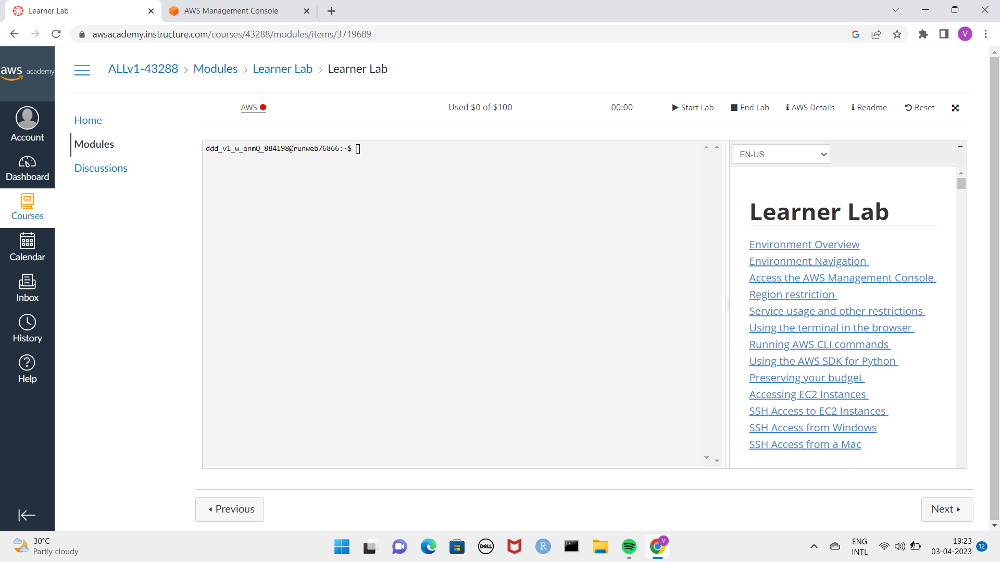 Learner Lab
AWS Management Console
awsacademy.instructure.com/courses/43288/modules/items/3719689
V
aws academy
ALLv1-43288 › Modules › Learner Lab › Learner Lab
Account
Dashboard
Courses
Calendar
Inbox
History
Help
Home
Modules
Discussions
AWS
Used $0 of $100
00:00
Start Lab
End Lab
AWS Details
Readme
Reset
ddd_v1_w_enmQ_884198@runweb76866:~$
EN-US
Learner Lab
Environment Overview
Environment Navigation
Access the AWS Management Console
Region restriction
Service usage and other restrictions
Using the terminal in the browser
Running AWS CLI commands
Using the AWS SDK for Python
Preserving your budget
Accessing EC2 Instances
SSH Access to EC2 Instances
SSH Access from Windows
SSH Access from a Mac
Previous
Next
30°C
Partly cloudy
DELL
R
V
ENG
INTL
19:23
03-04-2023
12